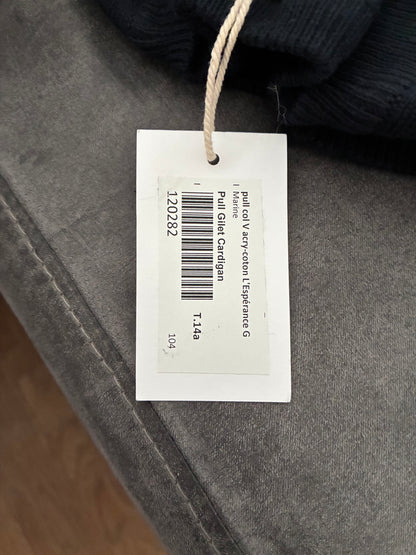 pull col V acry-coton L'Espérance G
I Marine
Pull Gilet Cardigan
I
T.14a
120282
104